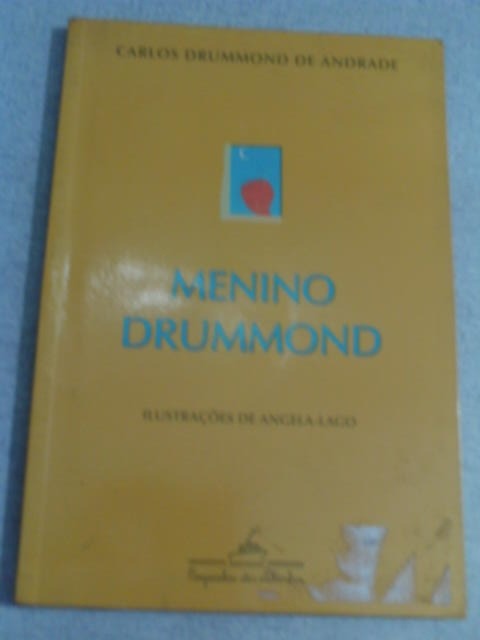 CARLOS DRUMMOND DE ANDRADE
MENINO
DRUMMOND
ILUSTRAÇÕES DE ANGELA-LAGO